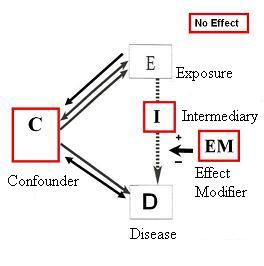 No Effect
E
Exposure
I
Intermediary
C
+
EM
–
Confounder
Effect
Modifier
D
Disease